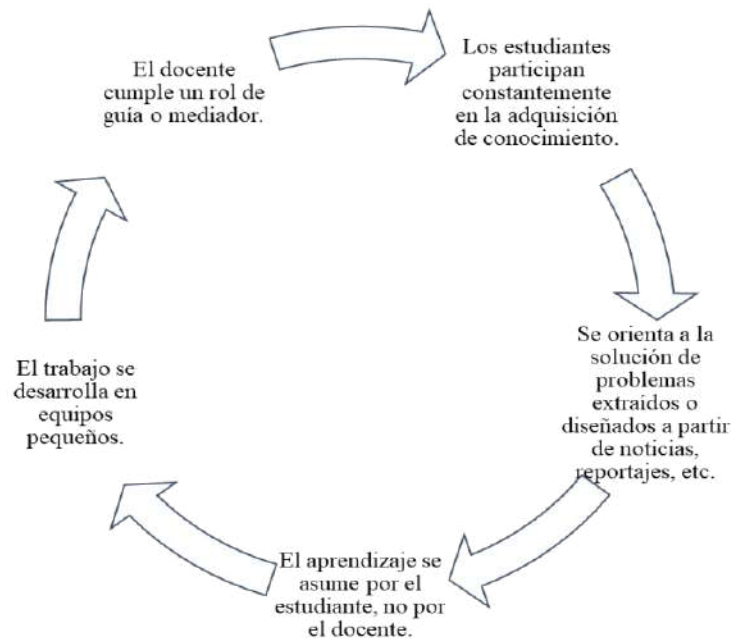 El docente
cumple un rol de
guía o mediador.
Los estudiantes
participan
constantemente
en la adquisición
de conocimiento.
Se orienta a la
solución de
problemas
extraídos o
diseñados a partir
de noticias,
reportajes, etc.
El aprendizaje se
asume por el
estudiante, no por
el docente.
El trabajo se
desarrolla en
equipos
pequeños.